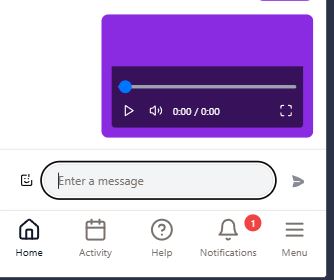 0:00 / 0:00
Enter a message
1
Home
Activity
Help
Notifications
Menu